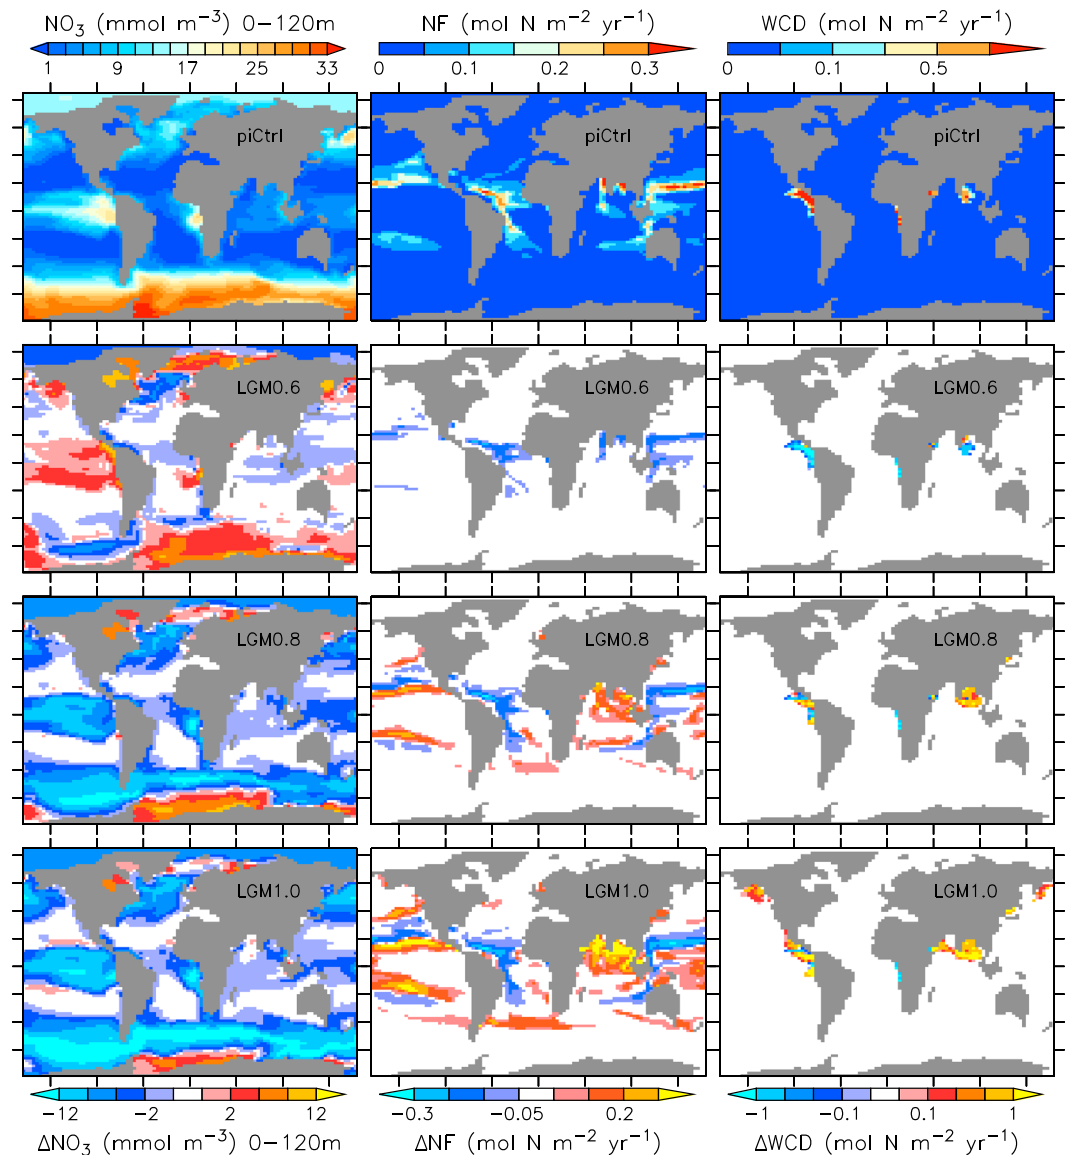 NO₃ (mmol m⁻³) 0−120m
NF (mol N m⁻² yr⁻¹)
WCD (mol N m⁻² yr⁻¹)
1 9 17 25 33
0 0.1 0.2 0.3
0 0.1 0.5
piCtrl piCtrl piCtrl
LGM0.6 LGM0.6 LGM0.6
LGM0.8 LGM0.8 LGM0.8
LGM1.0 LGM1.0 LGM1.0
−12 −2 2 12
−0.3 −0.05 0.2
−1 −0.1 0.1 1
ΔNO₃ (mmol m⁻³) 0−120m
ΔNF (mol N m⁻² yr⁻¹)
ΔWCD (mol N m⁻² yr⁻¹)